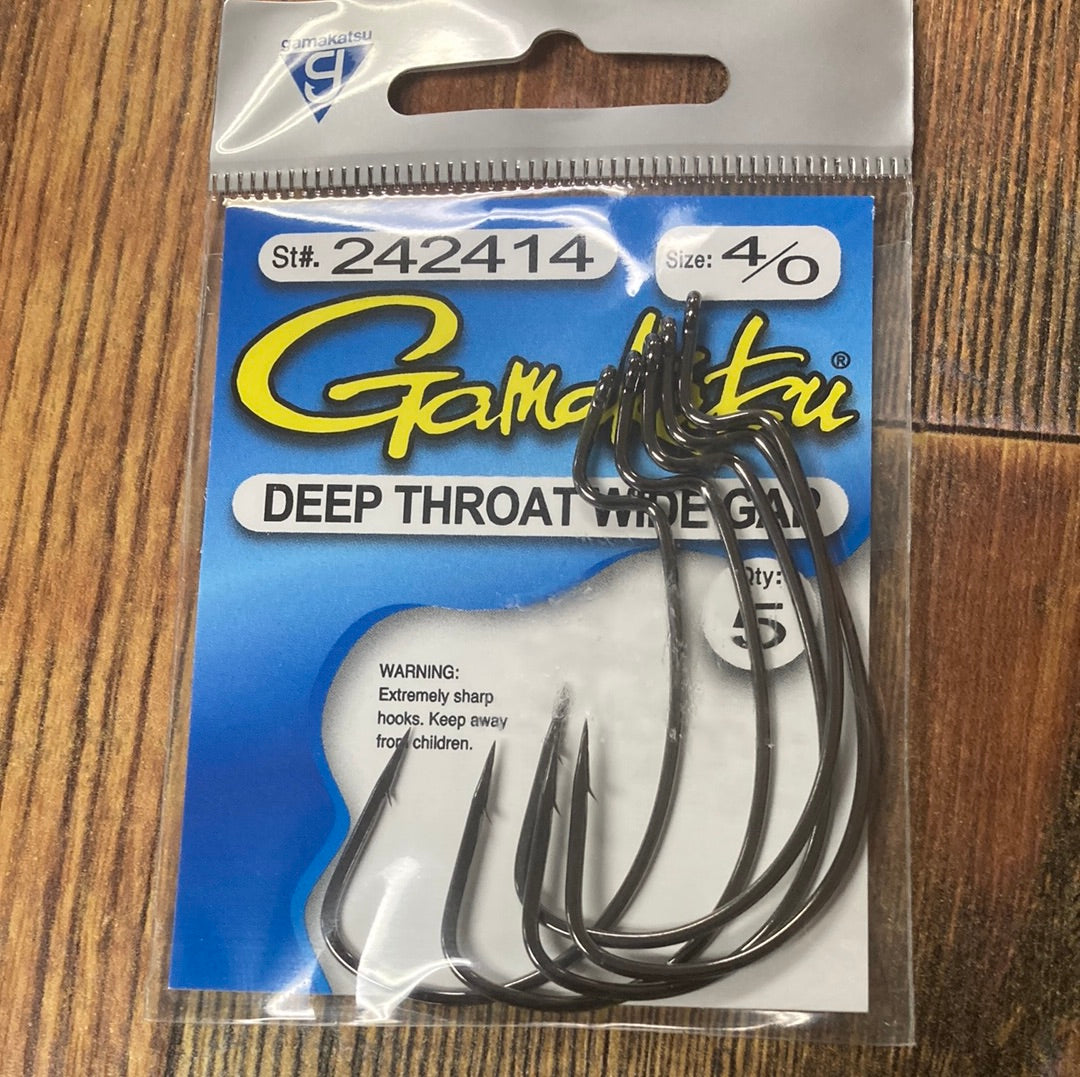 gamakatsu
g
St#. 242414
Size: 4/0
Gamakatsu®
DEEP THROAT WIDE GAP
Qty:
5
WARNING:
Extremely sharp
hooks. Keep away
from children.